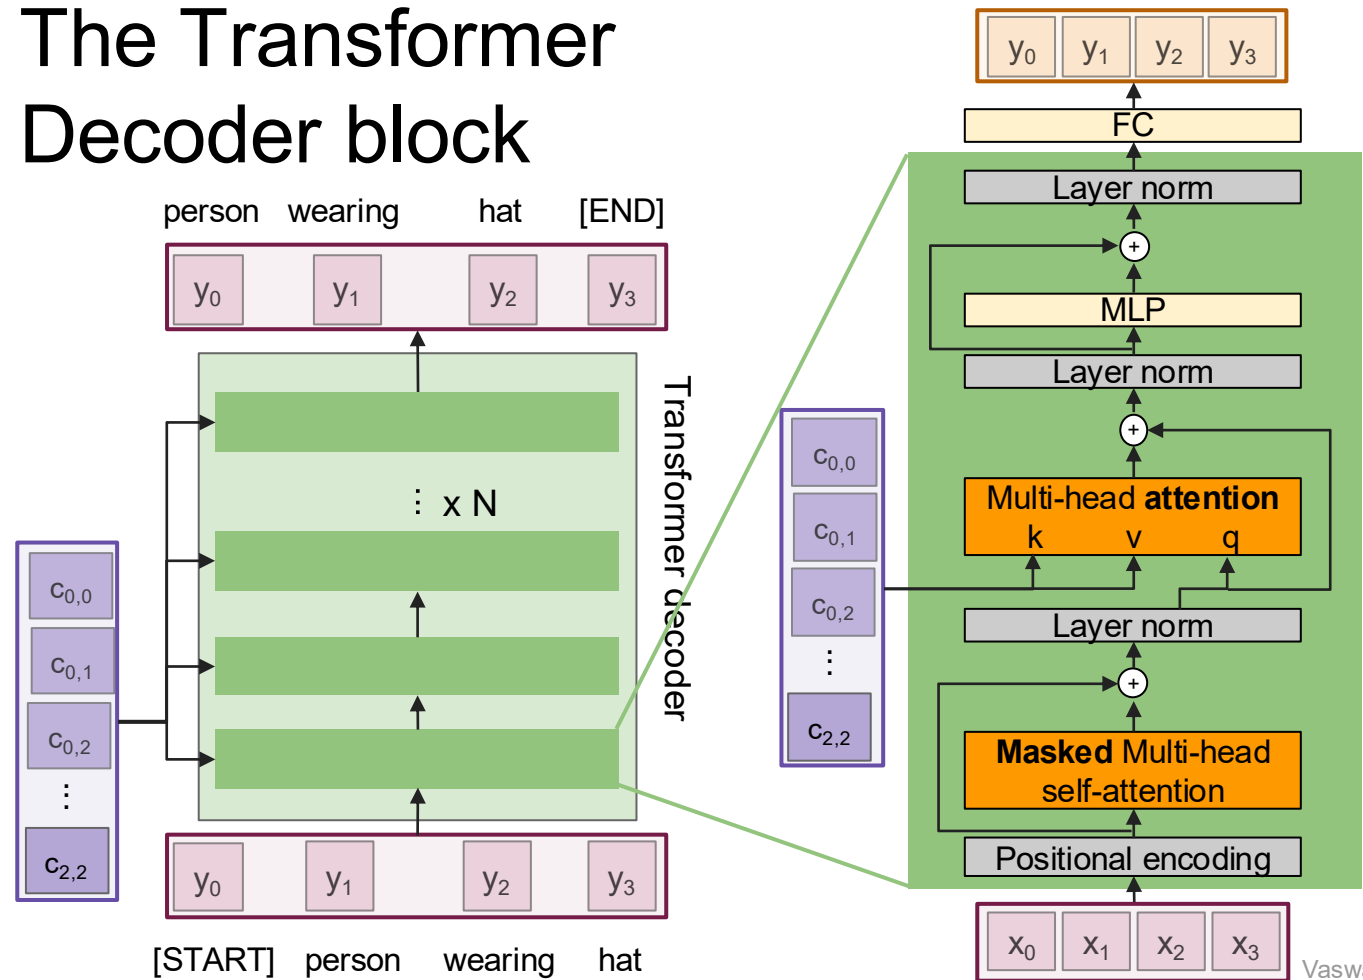 The Transformer
Decoder block
person wearing hat [END]
y0 y1 y2 y3
⋮ x N
Transformer decoder
c0,0
c0,1
c0,2
⋮
c2,2
y0 y1 y2 y3
[START] person wearing hat
y0 y1 y2 y3
FC
Layer norm
+
MLP
Layer norm
+
Multi-head attention
k v q
c0,0
c0,1
c0,2
⋮
c2,2
Layer norm
+
Masked Multi-head
self-attention
Positional encoding
x0 x1 x2 x3
Vaswa